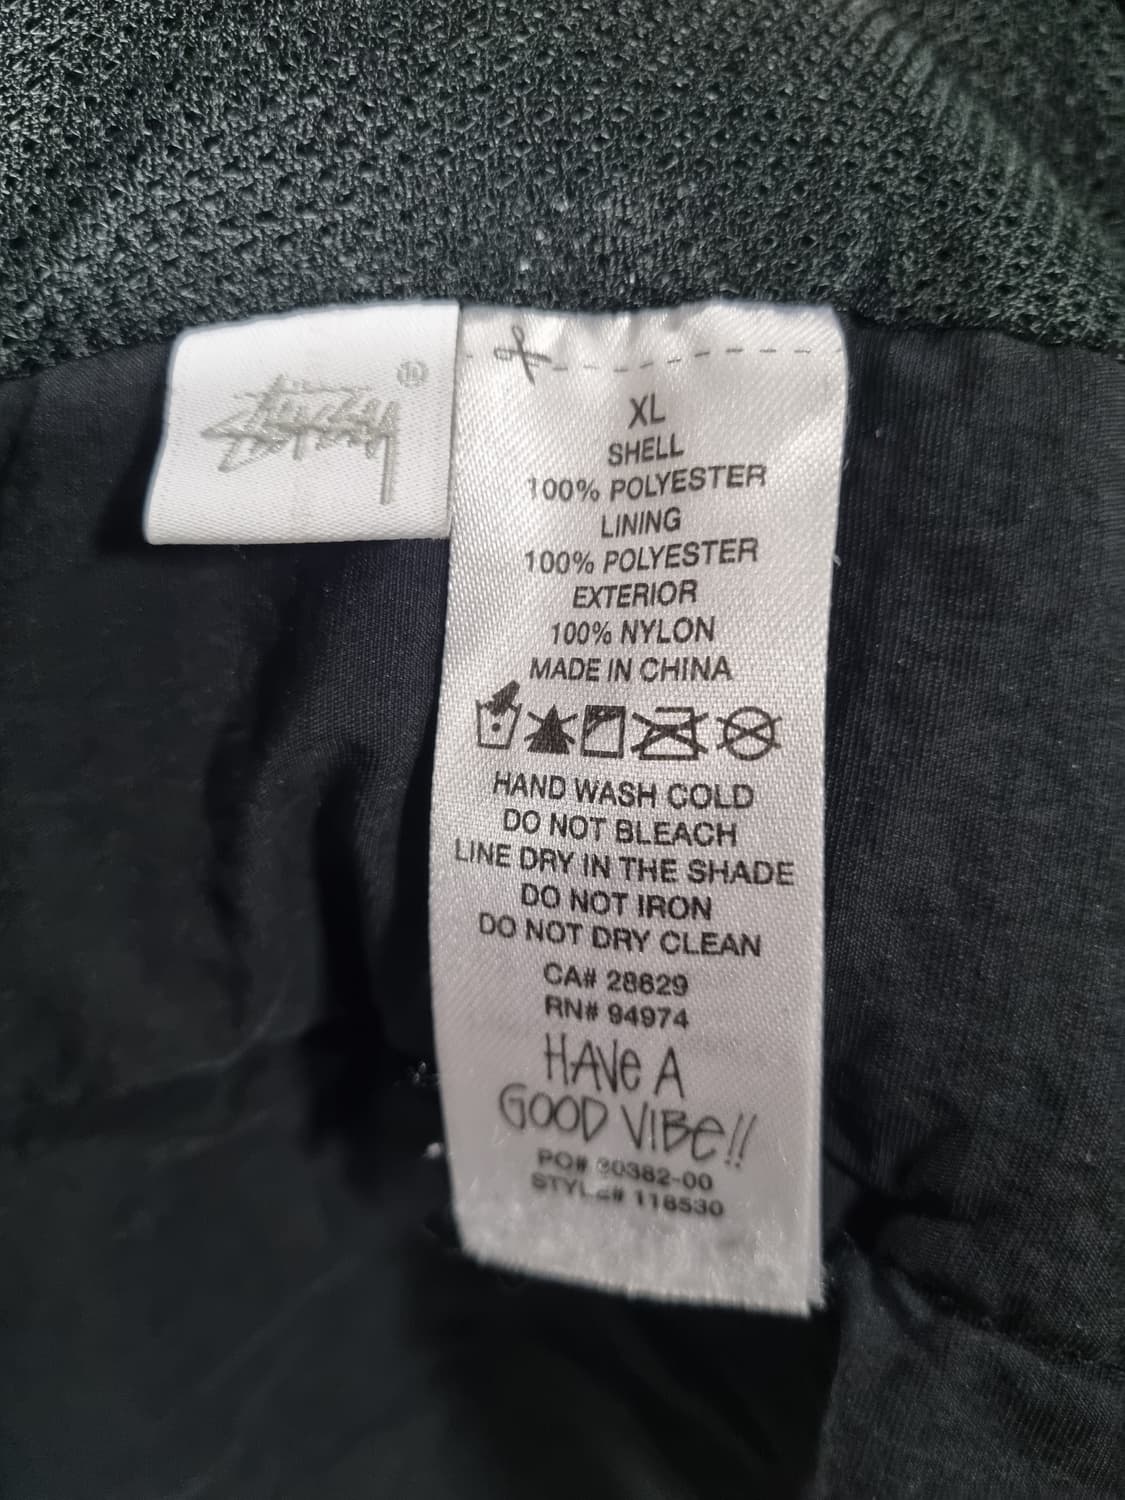 STUSSY
®
XL
SHELL
100% POLYESTER
LINING
100% POLYESTER
EXTERIOR
100% NYLON
MADE IN CHINA
HAND WASH COLD
DO NOT BLEACH
LINE DRY IN THE SHADE
DO NOT IRON
DO NOT DRY CLEAN
CA# 28629
RN# 94974
HAVe A
GOOD VIBe!!
PO# 30382-00
STYLE# 118530